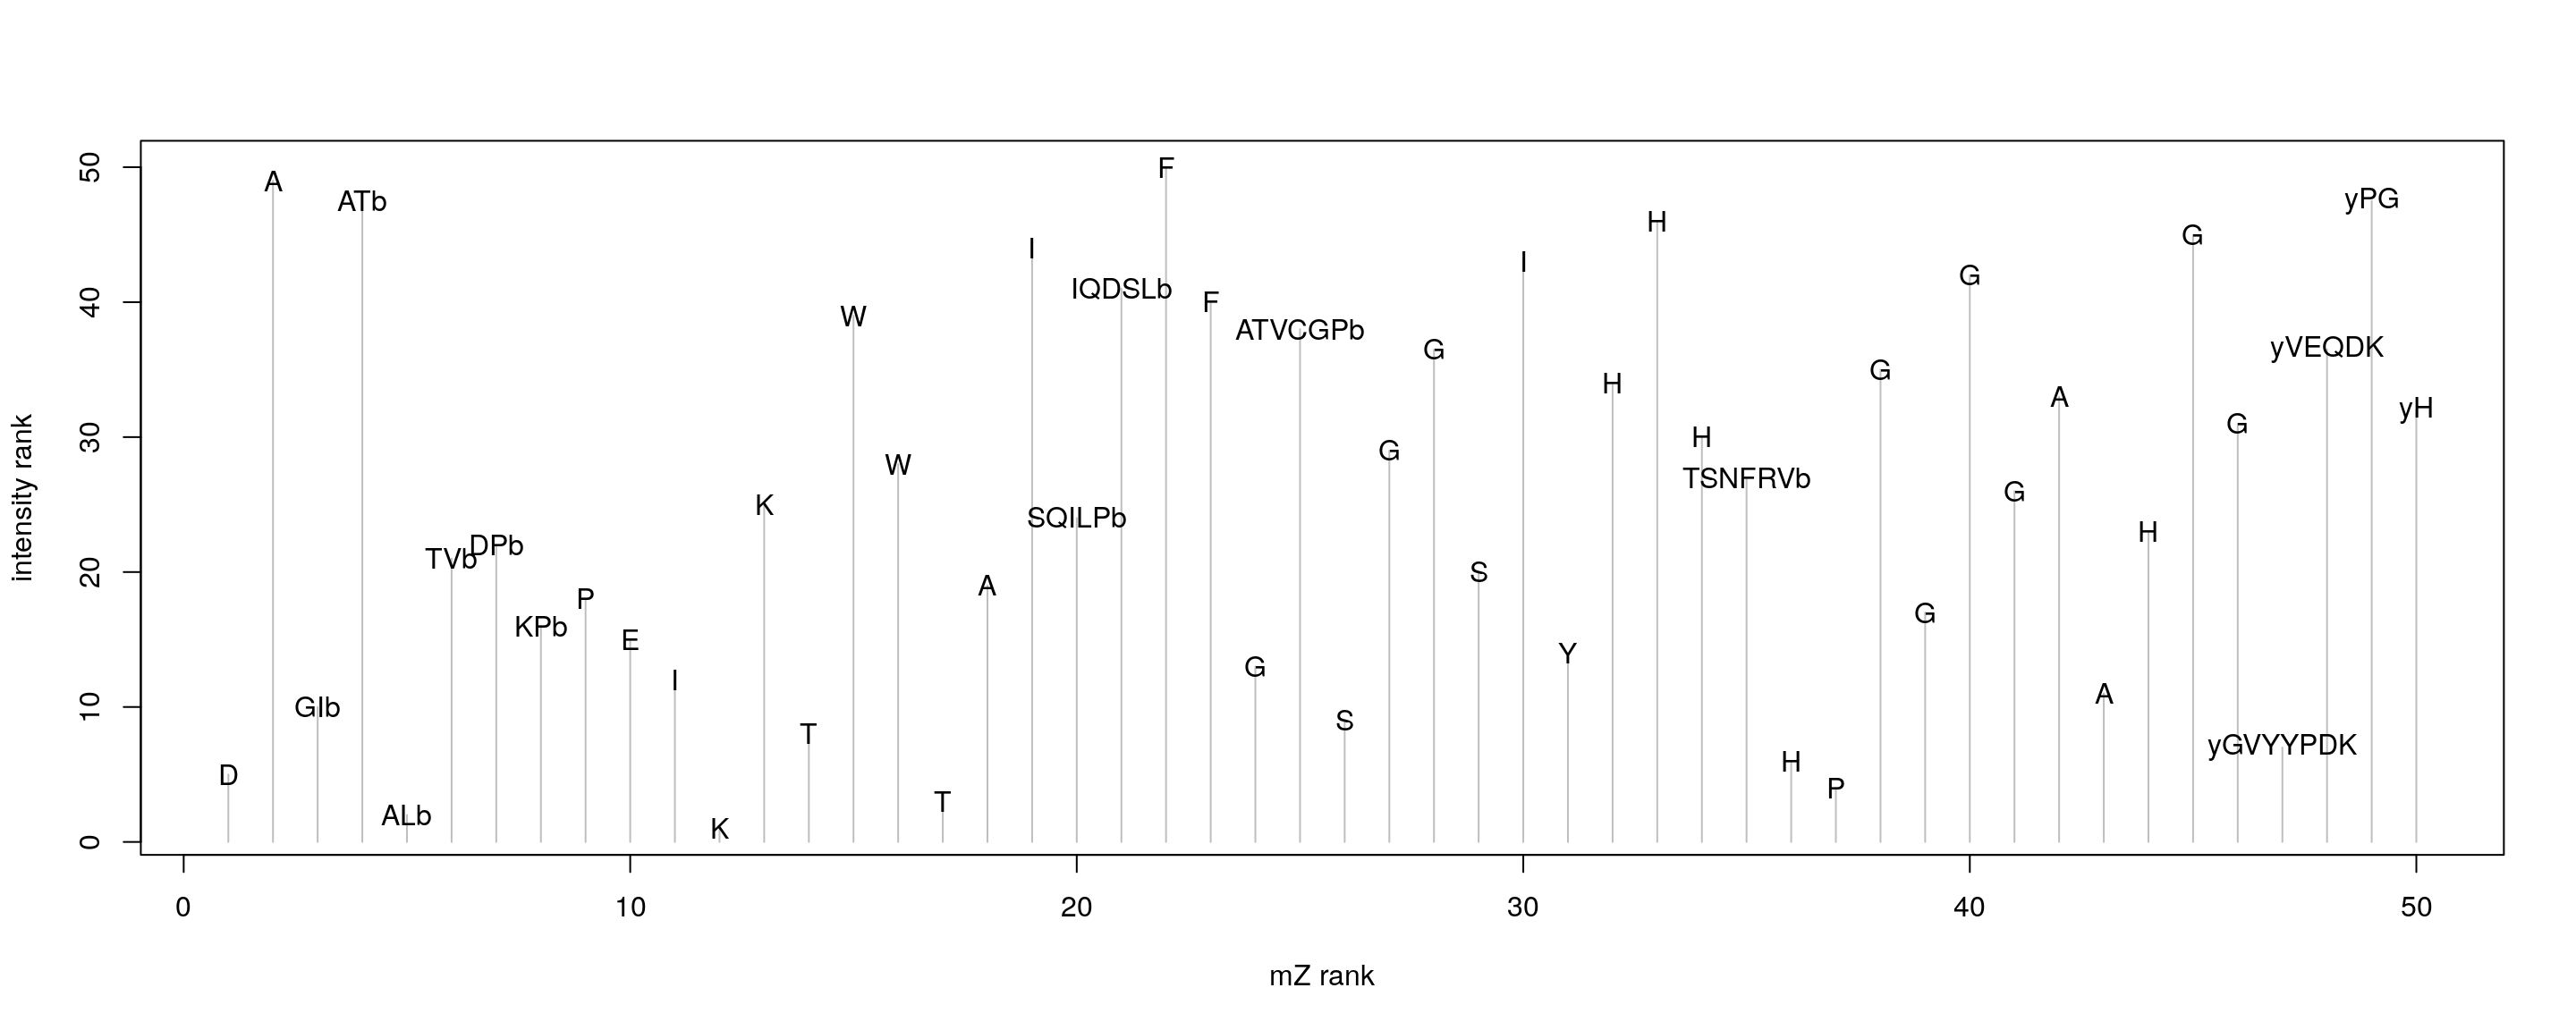 F
A
yPG
ATb
H
G
I
I
G
IQDSLb
F
W
ATVCGPb
G
yVEQDK
G
H
A
yH
G
H
G
W
TSNFRVb
G
K
SQILPb
H
DPb
TVb
S
A
P
G
KPb
E
Y
I
G
A
GIb
S
T
yGVYYPDK
H
D
P
ALb
T
K
50
40
30
20
10
0
intensity rank
0 10 20 30 40 50
mZ rank